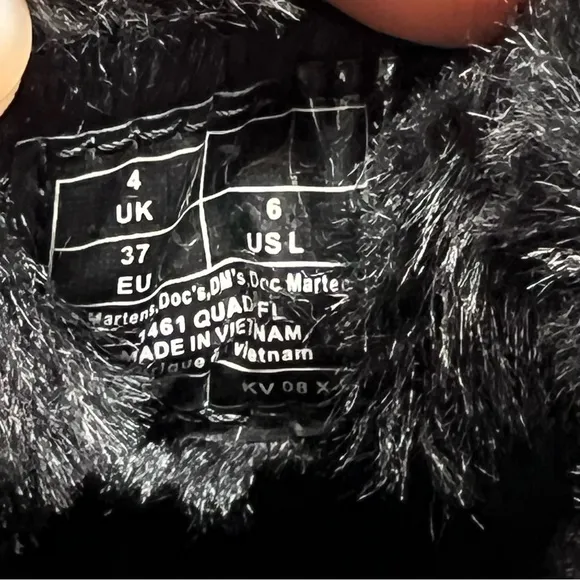 4
UK
6
US L
37
EU
Martens,Doc's,DM's,Doc Marte
1461 QUAD FL
MADE IN VIETNAM
Vietnam
KV 08 X